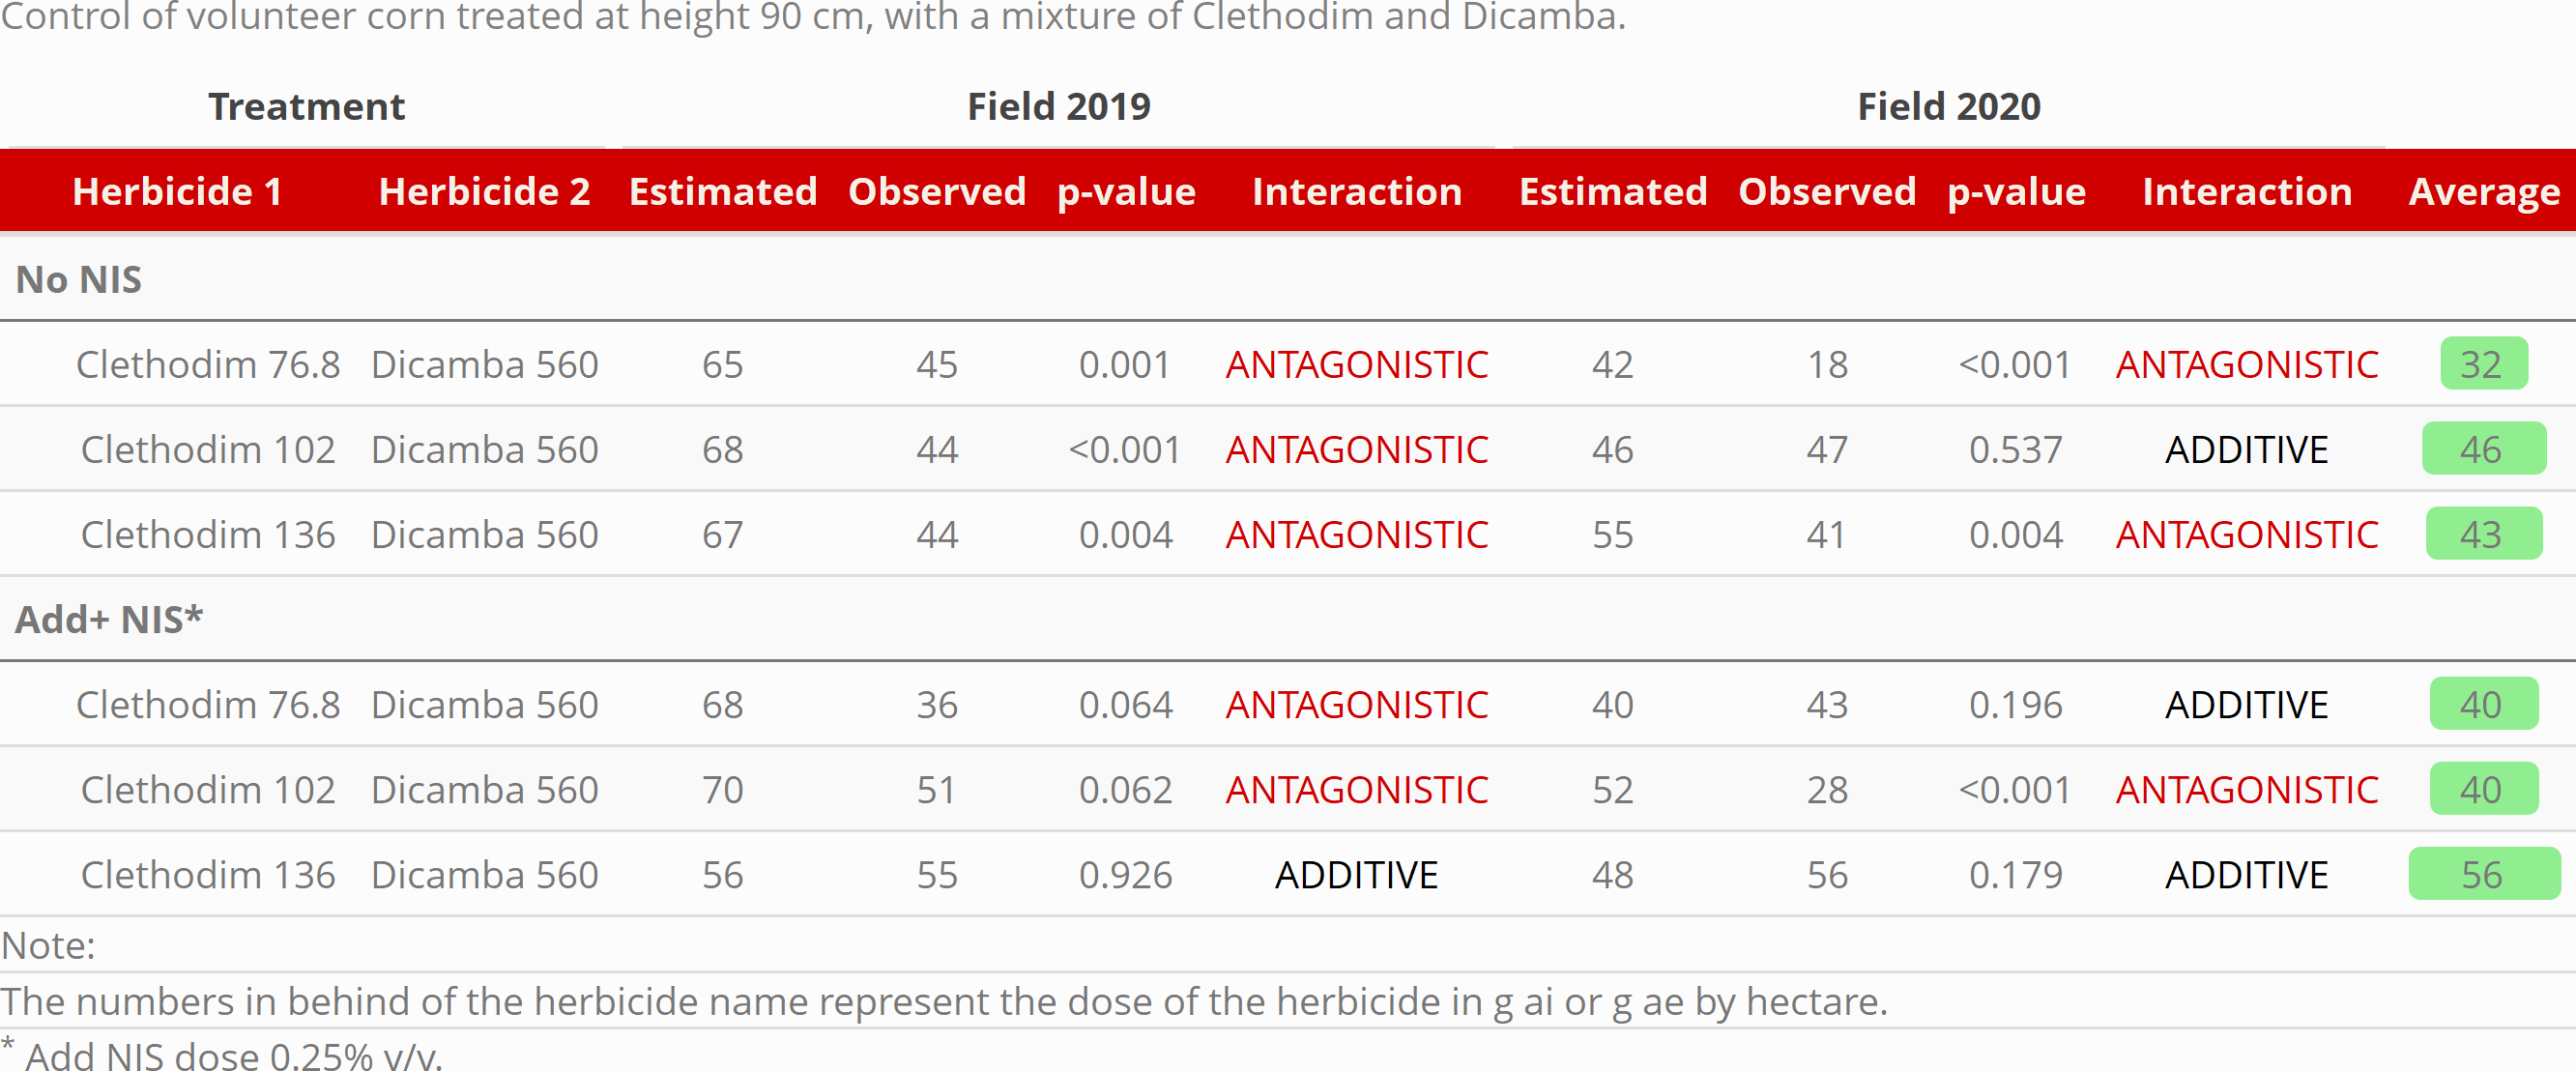 Control of volunteer corn treated at height 90 cm, with a mixture of Clethodim and Dicamba.
Treatment Field 2019 Field 2020
Herbicide 1 Herbicide 2 Estimated Observed p-value Interaction Estimated Observed p-value Interaction Average
No NIS
Clethodim 76.8 Dicamba 560 65 45 0.001 ANTAGONISTIC 42 18 <0.001 ANTAGONISTIC 32
Clethodim 102 Dicamba 560 68 44 <0.001 ANTAGONISTIC 46 47 0.537 ADDITIVE 46
Clethodim 136 Dicamba 560 67 44 0.004 ANTAGONISTIC 55 41 0.004 ANTAGONISTIC 43
Add+ NIS*
Clethodim 76.8 Dicamba 560 68 36 0.064 ANTAGONISTIC 40 43 0.196 ADDITIVE 40
Clethodim 102 Dicamba 560 70 51 0.062 ANTAGONISTIC 52 28 <0.001 ANTAGONISTIC 40
Clethodim 136 Dicamba 560 56 55 0.926 ADDITIVE 48 56 0.179 ADDITIVE 56
Note:
The numbers in behind of the herbicide name represent the dose of the herbicide in g ai or g ae by hectare.
* Add NIS dose 0.25% v/v.